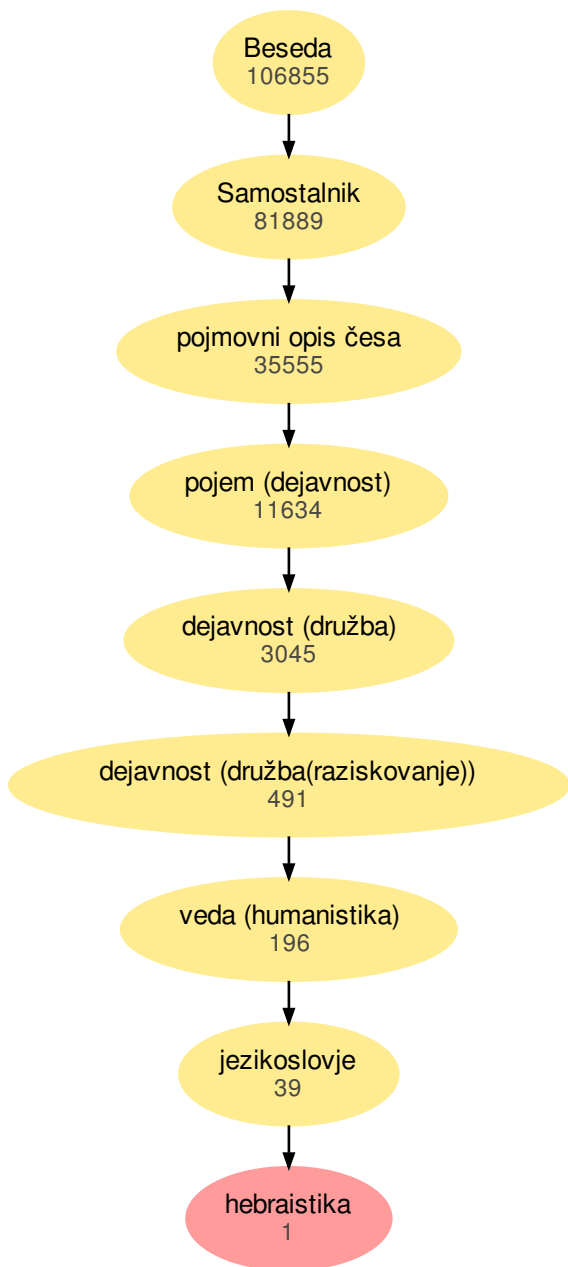 Beseda
106855
Samostalnik
81889
pojmovni opis česa
35555
pojem (dejavnost)
11634
dejavnost (družba)
3045
dejavnost (družba(raziskovanje))
491
veda (humanistika)
196
jezikoslovje
39
hebraistika
1